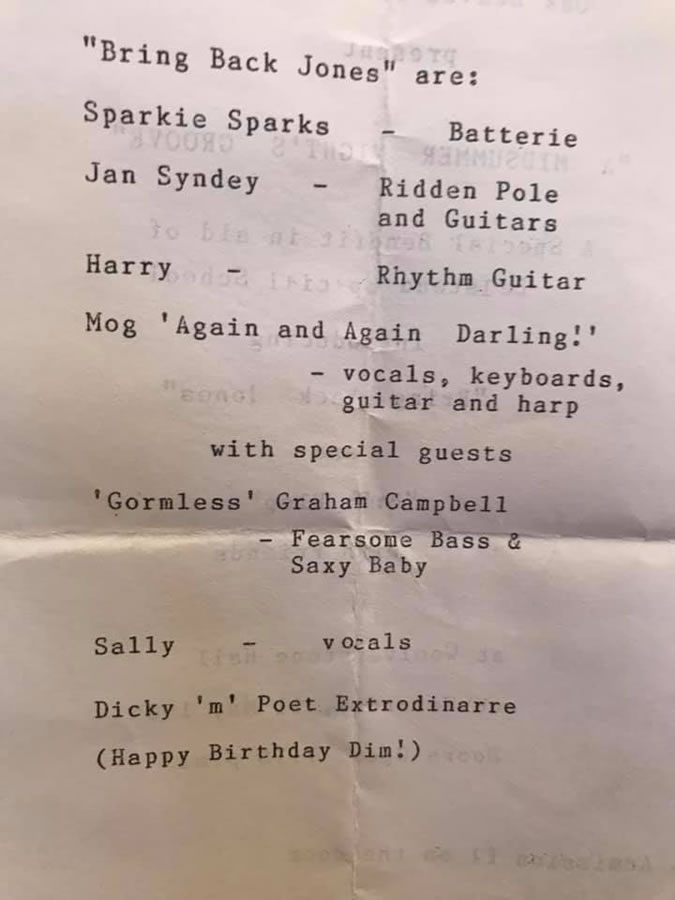 "Bring Back Jones" are:
Sparkie Sparks - Batterie
Jan Syndey - Ridden Pole
and Guitars
Harry - Rhythm Guitar
Mog 'Again and Again Darling!'
- vocals, keyboards,
guitar and harp
with special guests
'Gormless' Graham Campbell
- Fearsome Bass &
Saxy Baby
Sally - vocals
Dicky 'm' Poet Extrodinarre
(Happy Birthday Dim!)